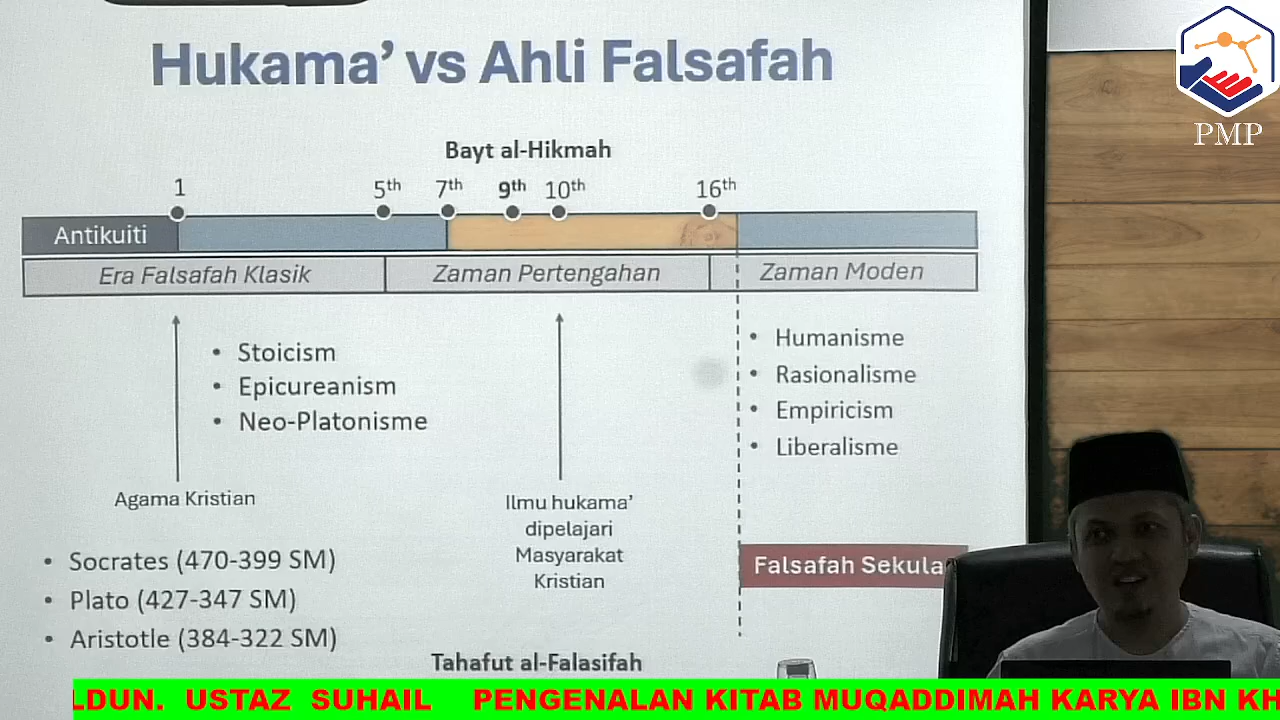 Hukama’ vs Ahli Falsafah
PMP
Bayt al-Hikmah
1 5th 7th 9th 10th 16th
Antikuiti
Era Falsafah Klasik Zaman Pertengahan Zaman Moden
• Stoicism
• Epicureanism
• Neo-Platonisme
• Humanisme
• Rasionalisme
• Empiricism
• Liberalisme
Agama Kristian
Ilmu hukama’
dipelajari
Masyarakat
Kristian
• Socrates (470-399 SM)
• Plato (427-347 SM)
• Aristotle (384-322 SM)
Falsafah Sekula
Tahafut al-Falasifah
LDUN. USTAZ SUHAIL PENGENALAN KITAB MUQADDIMAH KARYA IBN KH